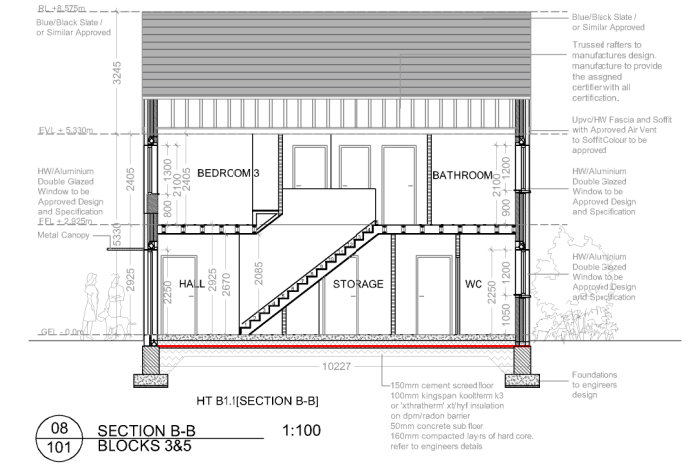 RL +8.575m
Blue/Black Slate /
or Similar Approved
3245
EVL + 5,330m
HW/Aluminium
Double Glazed
Window to be
Approved Design
and Specification
FFL + 2,925m
Metal Canopy
GFL - 0.0m
2405
5330
2925
1300
2100
2405
800
BEDRCOM 3
BATHROOM
2100
1200
900
2250
HALL
2925
2670
2085
STORAGE
WC
2250
1200
1050
10227
Blue/Black Slate /
or Similar Approved
Trusseil rafters to
manufactures design.
manufacture to provide
the assgned
certifier with all
certification,
Upvc/HW Fascia and Soffit
with Aproved Air Vent
to SoffitColour to be
approved
HW/Aluminium
Double Glazed
Window to be
Approved Design
and Specification
HW/Aluminium
Double Glazed
Window to be
Approved Design
and Specification
Foundations
to engineers
design
150mm cement screed floor
100mm kingspan kooltherm k3
or 'xthratherm' xt/hyf insulation
on dpm/radon barrier
50mm concrete sub floor
160mm compacted layrs of hard core.
refer to engineers detals
HT B1.1[SECTION B-B]
08
101
SECTION B-B
1:100
BLOCKS 3&5